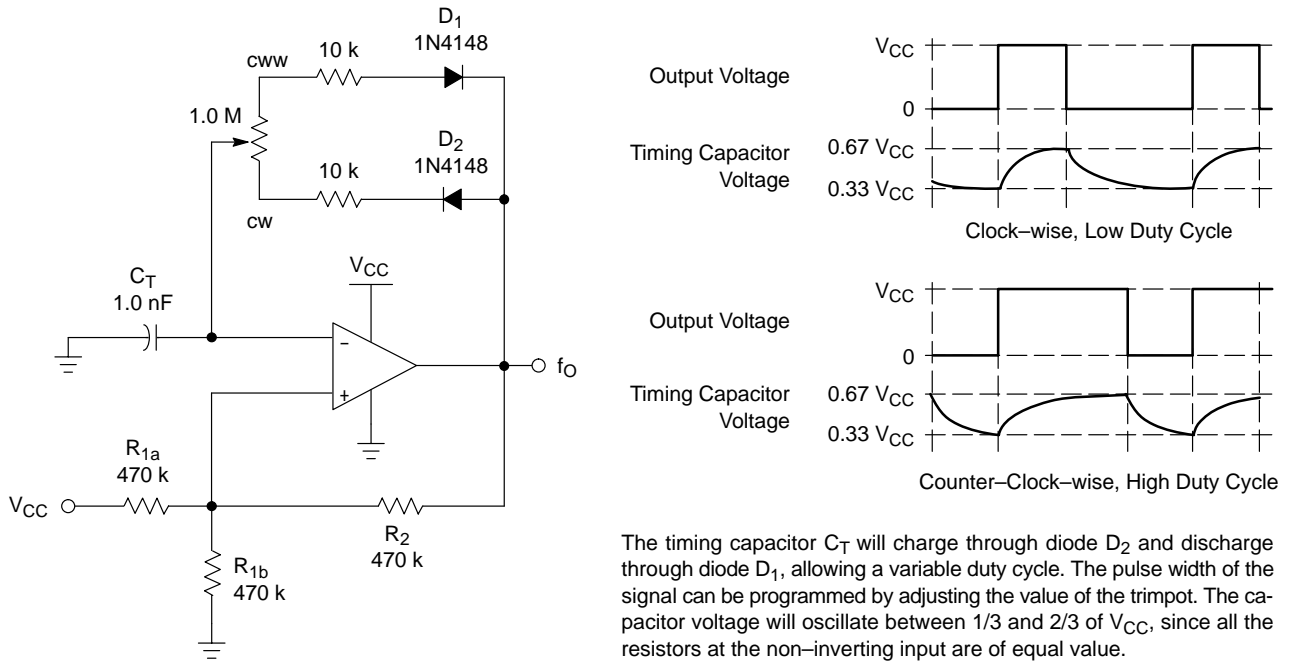 D1
1N4148
10 k
cww
1.0 M
D2
1N4148
10 k
cw
CT
1.0 nF
VCC
–
+
fO
R1a
470 k
VCC
R2
470 k
R1b
470 k
VCC
Output Voltage
0
Timing Capacitor
Voltage
0.67 VCC
0.33 VCC
Clock–wise, Low Duty Cycle
VCC
Output Voltage
0
Timing Capacitor
Voltage
0.67 VCC
0.33 VCC
Counter–Clock–wise, High Duty Cycle
The timing capacitor CT will charge through diode D2 and discharge
through diode D1, allowing a variable duty cycle. The pulse width of the
signal can be programmed by adjusting the value of the trimpot. The ca-
pacitor voltage will oscillate between 1/3 and 2/3 of VCC, since all the
resistors at the non–inverting input are of equal value.